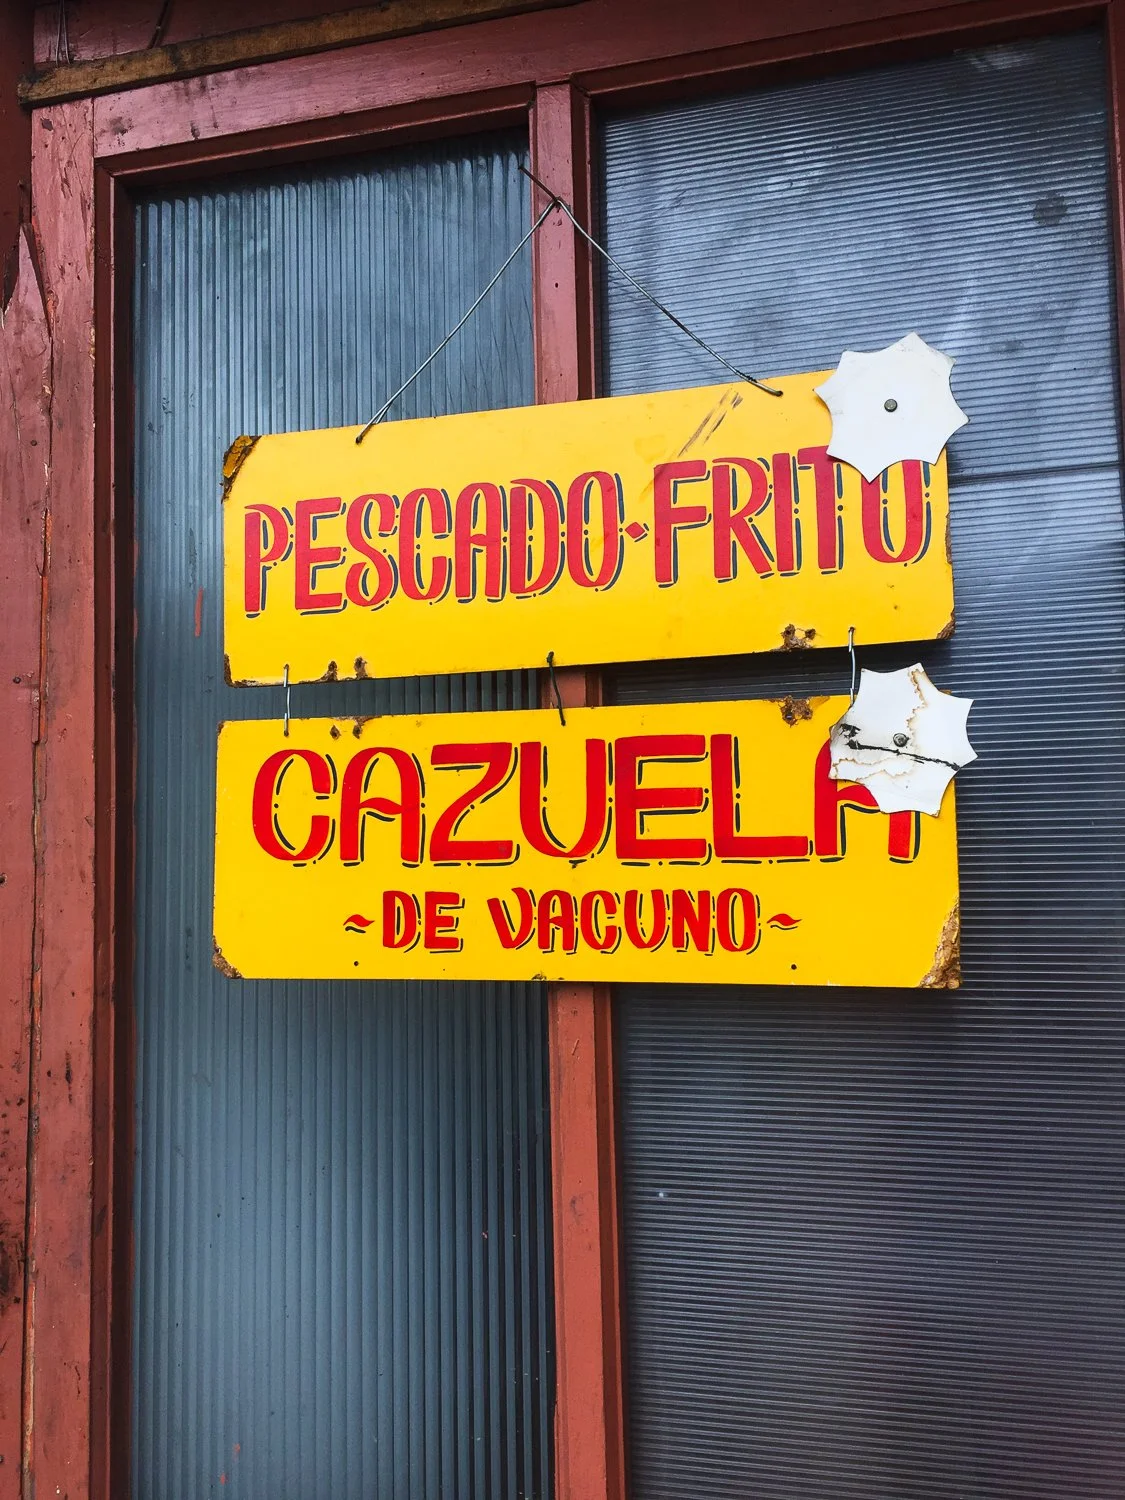 PESCADO·FRITO
CAZUELA
~DE VACUNO~